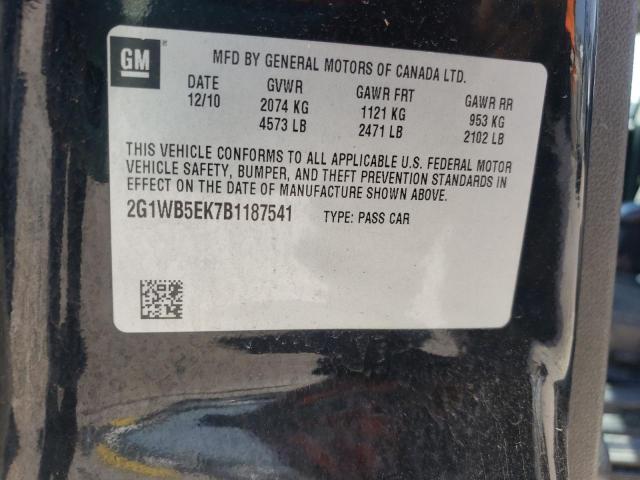 GM
MFD BY GENERAL MOTORS OF CANADA LTD.
DATE GVWR GAWR FRT GAWR RR
12/10 2074 KG 1121 KG 953 KG
4573 LB 2471 LB 2102 LB
THIS VEHICLE CONFORMS TO ALL APPLICABLE U.S. FEDERAL MOTOR
VEHICLE SAFETY, BUMPER, AND THEFT PREVENTION STANDARDS IN
EFFECT ON THE DATE OF MANUFACTURE SHOWN ABOVE.
2G1WB5EK7B1187541 TYPE: PASS CAR